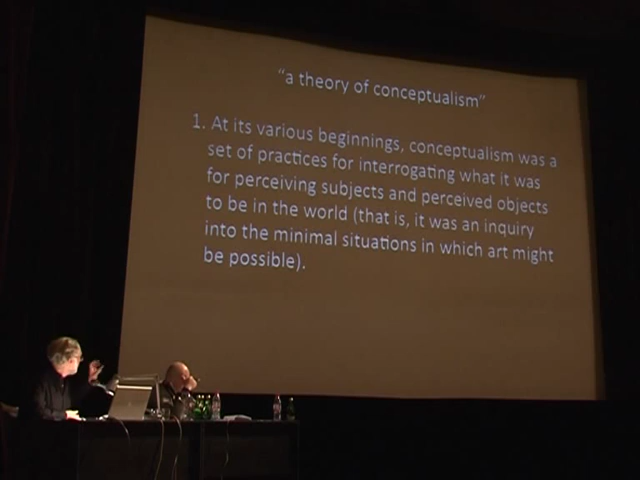 "a theory of conceptualism"
1. At its various beginnings, conceptualism was a
set of practices for interrogating what it was
for perceiving subjects and perceived objects
to be in the world (that is, it was an inquiry
into the minimal situations in which art might
be possible).